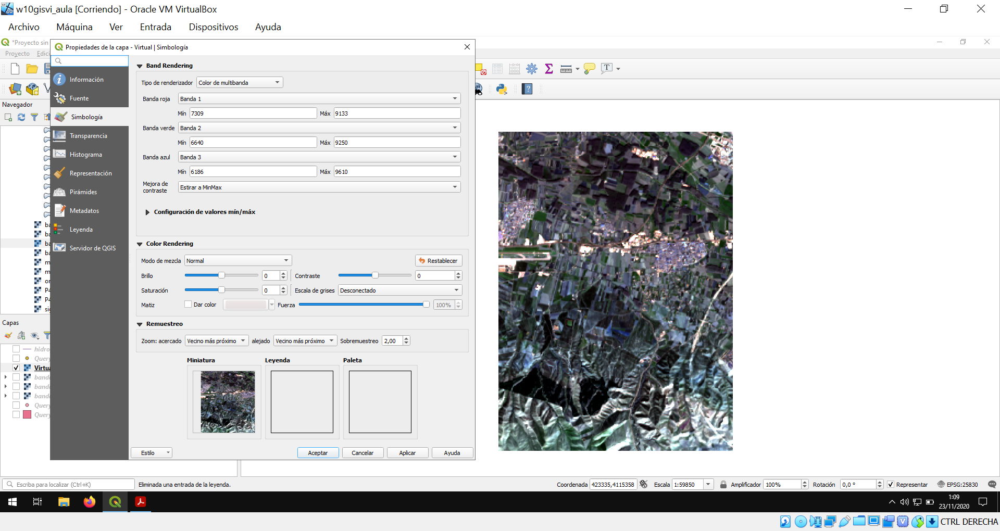 w10gisvi_aula [Corriendo] - Oracle VM VirtualBox
Archivo Máquina Ver Entrada Dispositivos Ayuda
*Proyecto sin
Propiedades de la capa - Virtual | Simbología
Proyecto Edici
Información
Fuente
Simbología
Transparencia
Histograma
Representación
Pirámides
Metadatos
Leyenda
Servidor de QGIS
Navegador
ba
ba
ba
ba
m
m
or
P4
P4
sig
Capas
hidro
Query
Virtua
banda
banda
banda
Query
Query
Band Rendering
Tipo de renderizador Color de multibanda
Banda roja Banda 1
Mín 7309 Máx 9133
Banda verde Banda 2
Mín 6640 Máx 9250
Banda azul Banda 3
Mín 6186 Máx 9610
Mejora de
contraste Estirar a MinMax
Configuración de valores mín/máx
Color Rendering
Modo de mezcla Normal Restablecer
Brillo 0 Contraste 0
Saturación 0 Escala de grises Desconectado
Matiz Dar color Fuerza 100%
Remuestreo
Zoom: acercado Vecino más próximo alejado Vecino más próximo Sobremuestreo 2,00
Miniatura Leyenda Paleta
Estilo Aceptar Cancelar Aplicar Ayuda
Escriba para localizar (Ctrl+K) Eliminada una entrada de la leyenda. Coordenada 423335,4115358 Escala 1:59850 Amplificador 100% Rotación 0,0 ° Representar EPSG:25830
1:09
23/11/2020
CTRL DERECHA